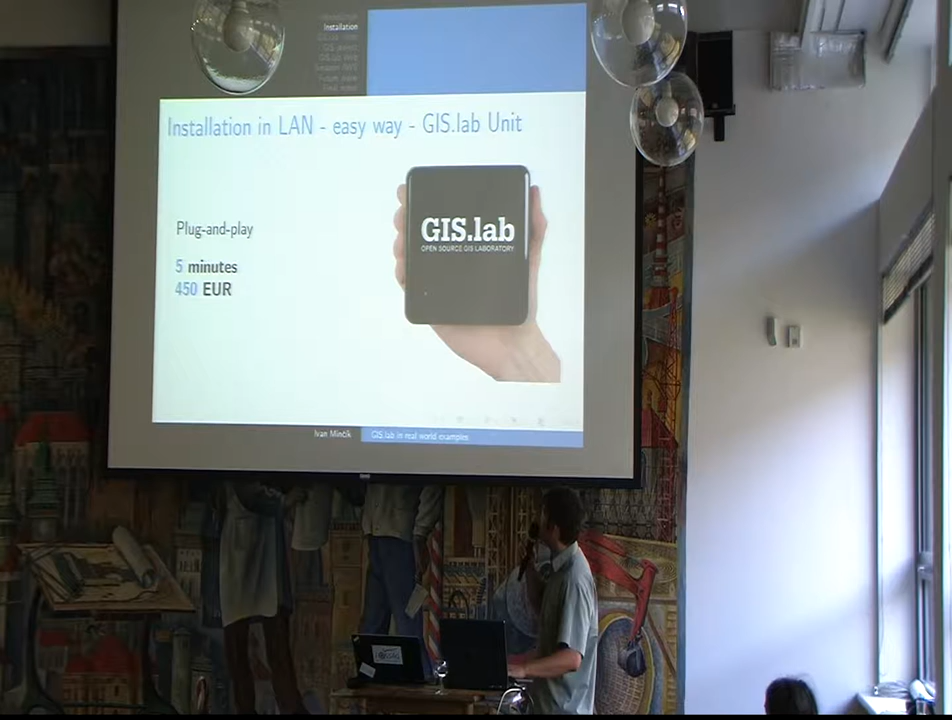 Installation
Installation in LAN - easy way - GIS.lab Unit
Plug-and-play
5 minutes
450 EUR
GIS.lab
OPEN SOURCE GIS LABORATORY
Ivan Minčík
GIS.lab in real world examples